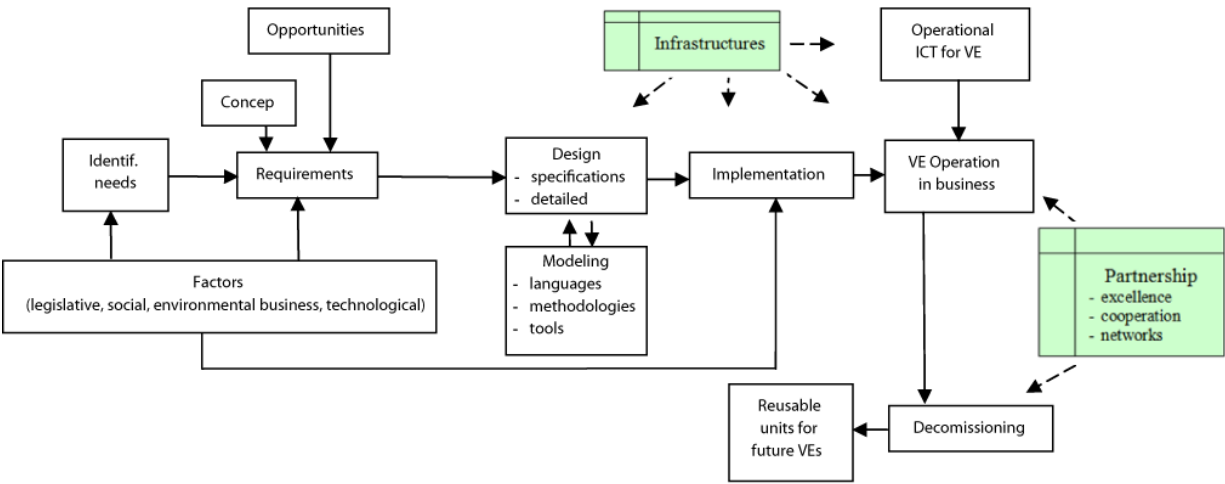 Opportunities
Infrastructures
Operational
ICT for VE
Concep
Identif.
needs
Requirements
Design
- specifications
- detailed
Implementation
VE Operation
in business
Factors
(legislative, social, environmental business, technological)
Modeling
- languages
- methodologies
- tools
Partnership
- excellence
- cooperation
- networks
Reusable
units for
future VEs
Decomissioning